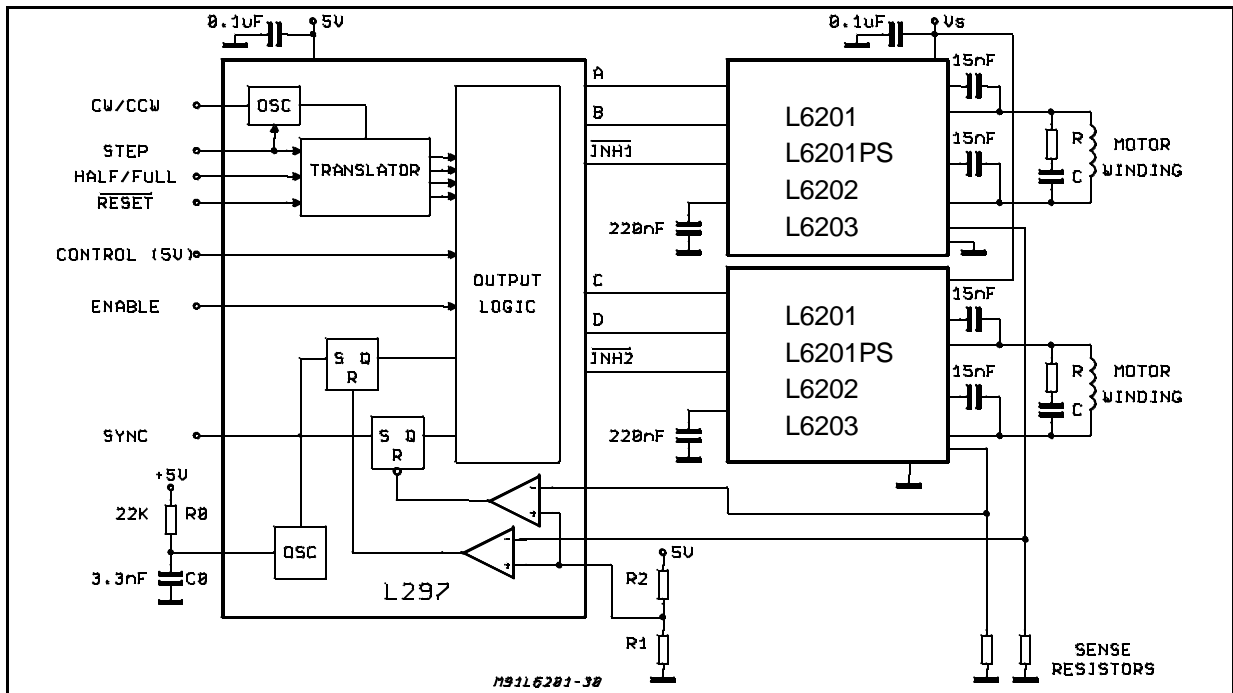 0.1uF
5V
0.1uF
Vs
15nF
A
CW/CCW
OSC
L6201
B
STEP
L6201PS
15nF
R
MOTOR
INH1
TRANSLATOR
HALF/FULL
WINDING
C
L6202
RESET
220nF
L6203
CONTROL (5V)
OUTPUT
LOGIC
C
15nF
ENABLE
L6201
D
S Q
R
L6201PS
15nF
R
MOTOR
INH2
WINDING
C
L6202
SYNC
S Q
R
220nF
L6203
+5V
-
22K
R0
+
OSC
-
5V
3.3nF
C0
+
R2
L297
R1
SENSE
RESISTORS
M91L6201-30